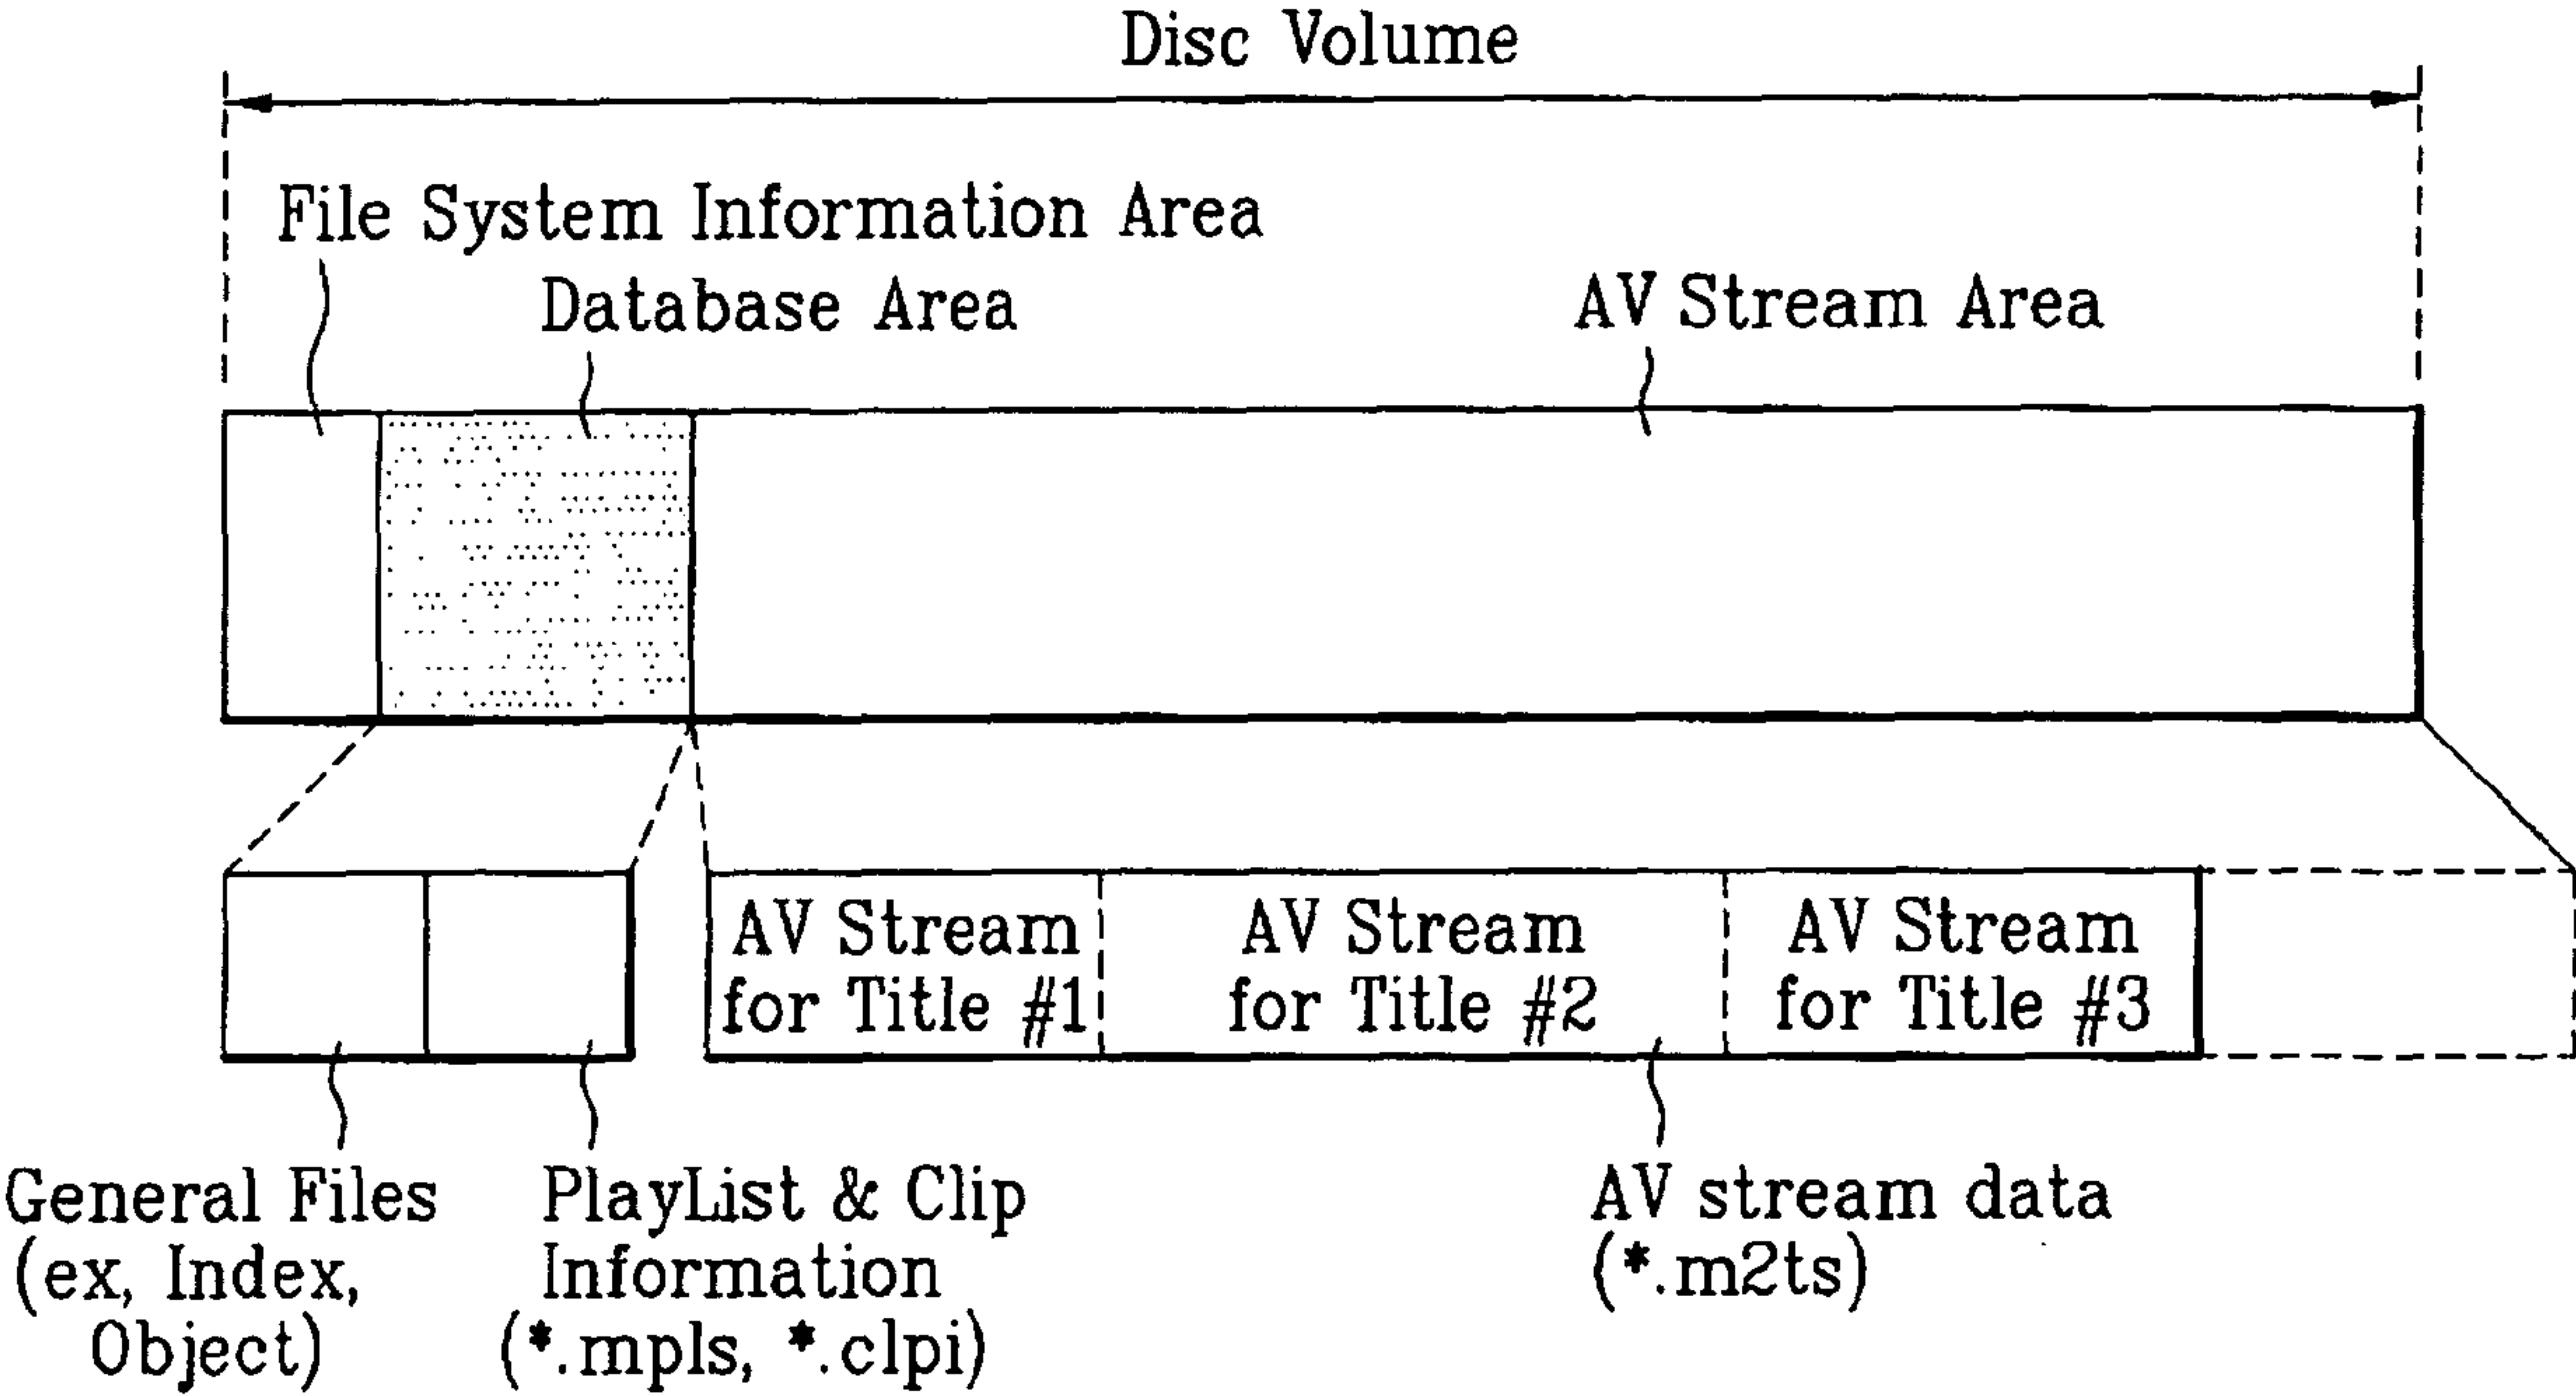 Disc Volume
File System Information Area
Database Area
AV Stream Area
AV Stream
for Title #1
AV Stream
for Title #2
AV Stream
for Title #3
General Files
(ex, Index,
Object)
PlayList & Clip
Information
(*.mpls, *.clpi)
AV stream data
(*.m2ts)